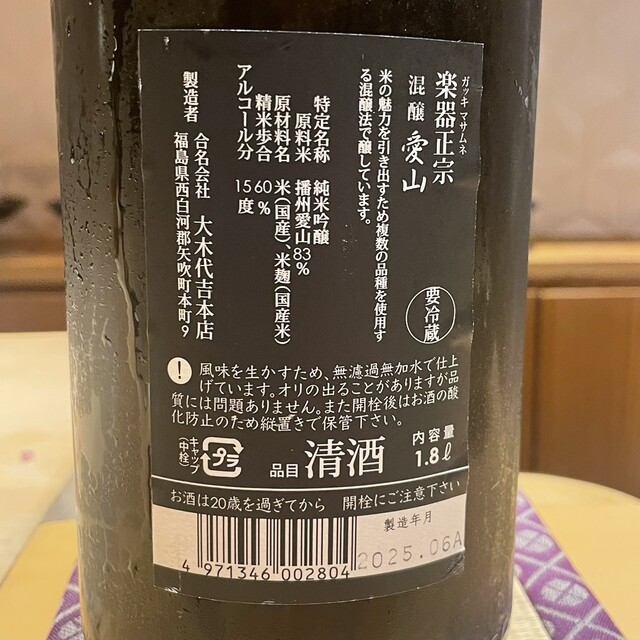 ガッキ マサムネ
楽器正宗
混醸 愛山
米の魅力を引き出すため複数の品種を使用す
る混醸法で醸しています。
要冷蔵
特定名称 純米吟醸
原料米 播州愛山83%
原材料名 米(国産)、米麹(国産米)
精米歩合 60%
アルコール分 15度
製造者 合名会社 大木代吉本店
福島県西白河郡矢吹町本町9
! 風味を生かすため、無濾過無加水で仕上
げています。オリの出ることがありますが品
質には問題ありません。また開栓後はお酒の酸
化防止のため縦置きで保管下さい。
キャップ
(中栓)
プラ
品目 清酒
内容量
1.8ℓ
お酒は20歳を過ぎてから 開栓にご注意下さい
製造年月
2025.06A
4 971346 002804